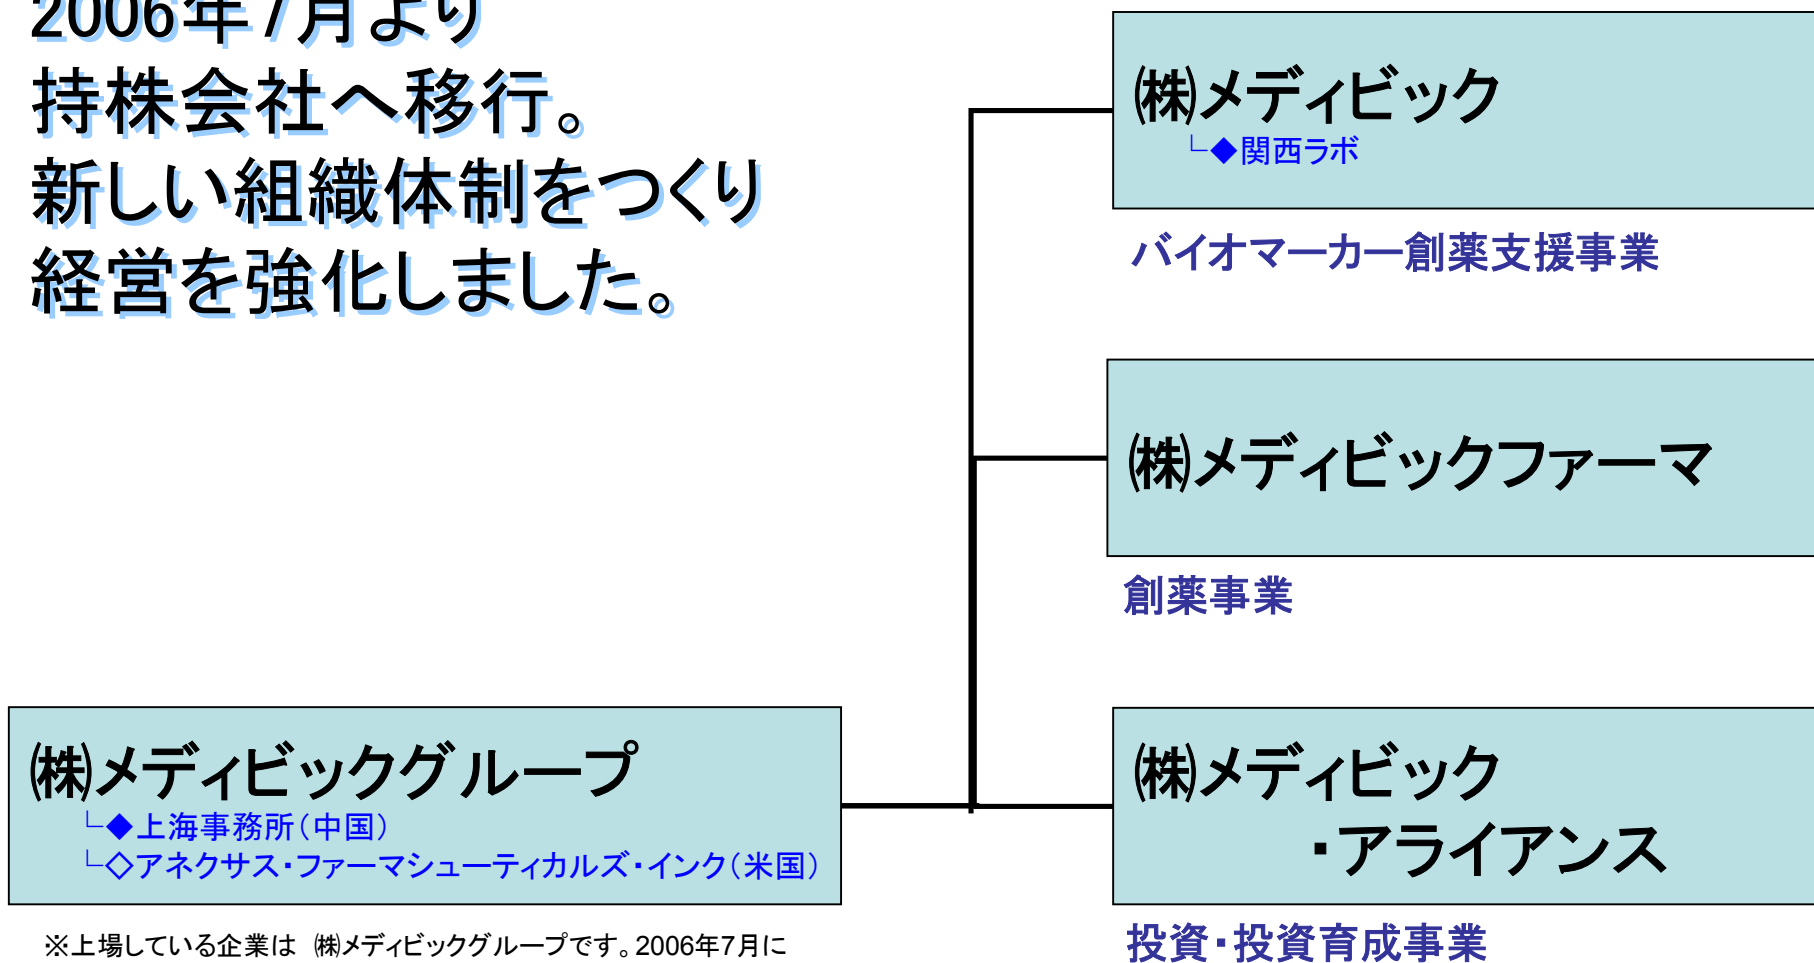 2006年7月より
持株会社へ移行。
新しい組織体制をつくり
経営を強化しました。
㈱メディビック
└◆関西ラボ
バイオマーカー創薬支援事業
㈱メディビックファーマ
創薬事業
㈱メディビックグループ
└◆上海事務所(中国)
└◇アネクサス・ファーマシューティカルズ・インク(米国)
㈱メディビック
・アライアンス
投資・投資育成事業
※上場している企業は ㈱メディビックグループです。2006年7月に